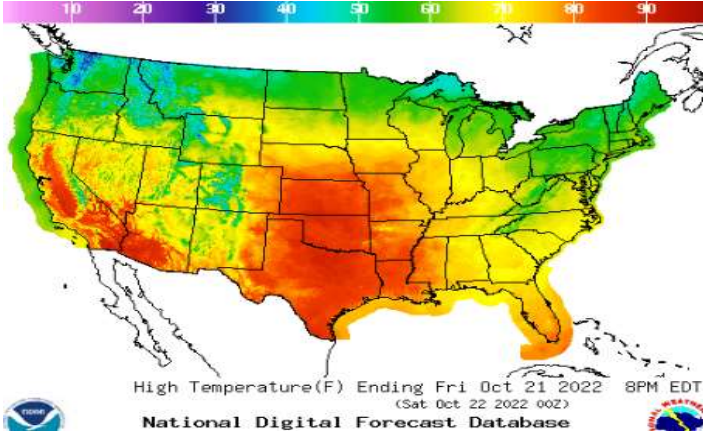 10 20 30 40 50 60 70 80 90
High Temperature(F) Ending Fri Oct 21 2022 8PM EDT
(Sat Oct 22 2022 00Z)
National Digital Forecast Database